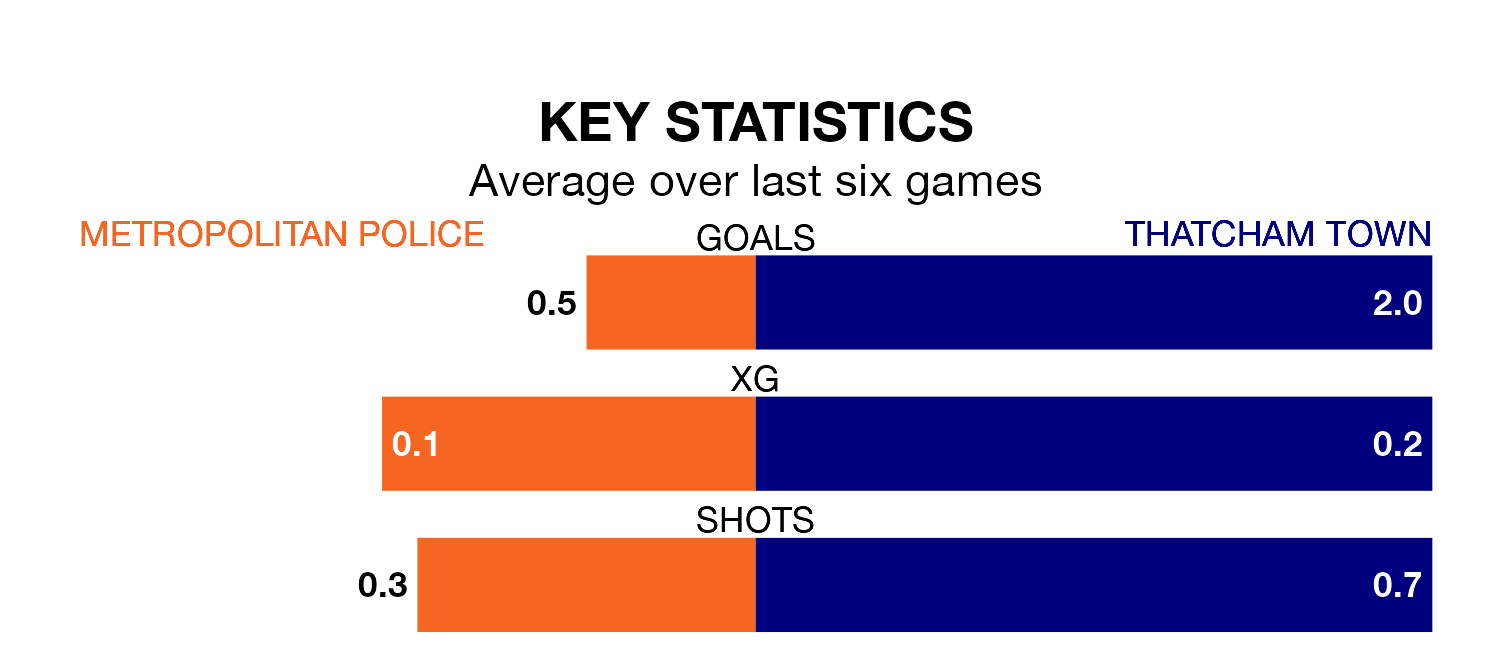 KEY STATISTICS
Average over last six games
METROPOLITAN POLICE GOALS THATCHAM TOWN
0.5 2.0
XG
0.1 0.2
SHOTS
0.3 0.7